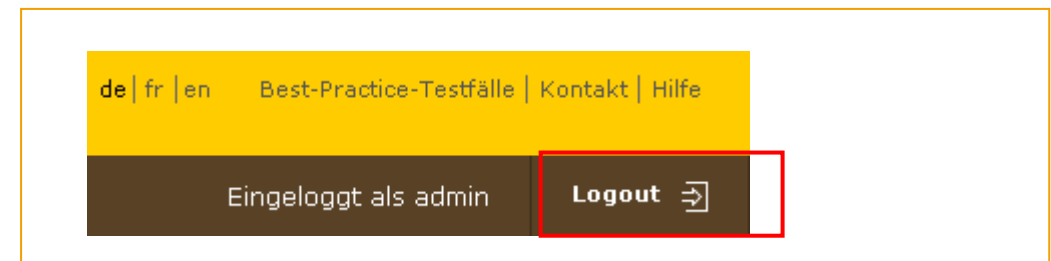 de | fr | en Best-Practice-Testfälle | Kontakt | Hilfe
Eingeloggt als admin Logout